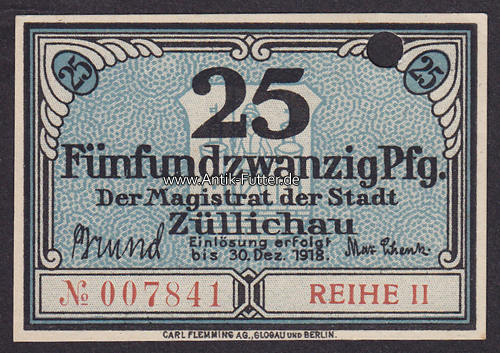 25 25
25
Fünfundzwanzig Pfg.
www.Antik-Futter.de
Der Magistrat der Stadt
Züllichau
Einlösung erfolgt
bis 30. Dez. 1918.
№ 007841 REIHE II
CARL FLEMMING AG., GLOGAU UND BERLIN.